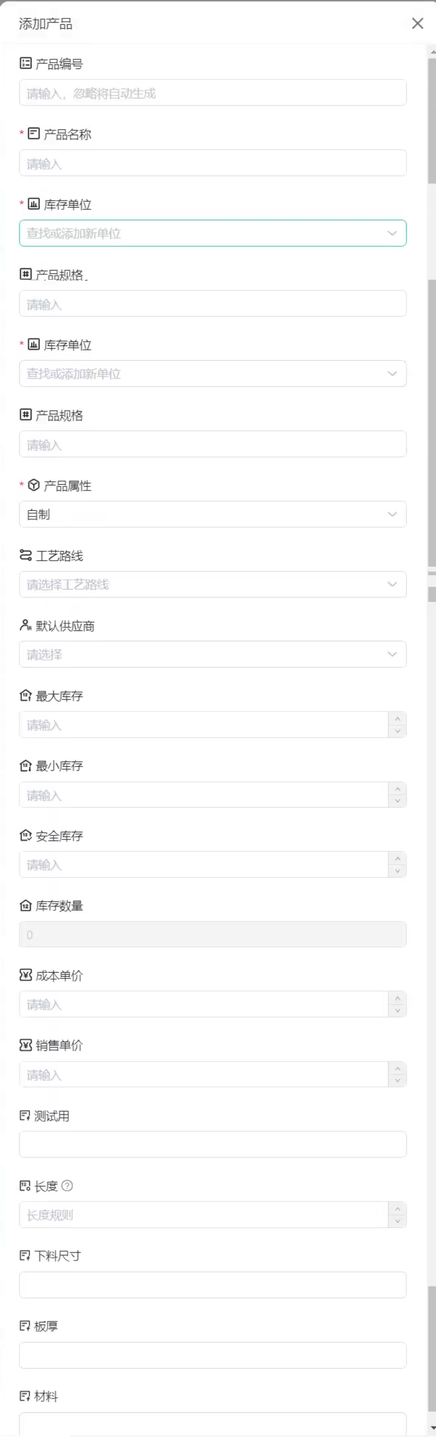 添加产品
产品编号
请输入，忽略将自动生成
* 产品名称
请输入
* 库存单位
查找或添加新单位
产品规格
请输入
* 库存单位
查找或添加新单位
产品规格
请输入
* 产品属性
自制
工艺路线
请选择工艺路线
默认供应商
请选择
最大库存
请输入
最小库存
请输入
安全库存
请输入
库存数量
0
成本单价
请输入
销售单价
请输入
测试用
长度
长度规则
下料尺寸
板厚
材料